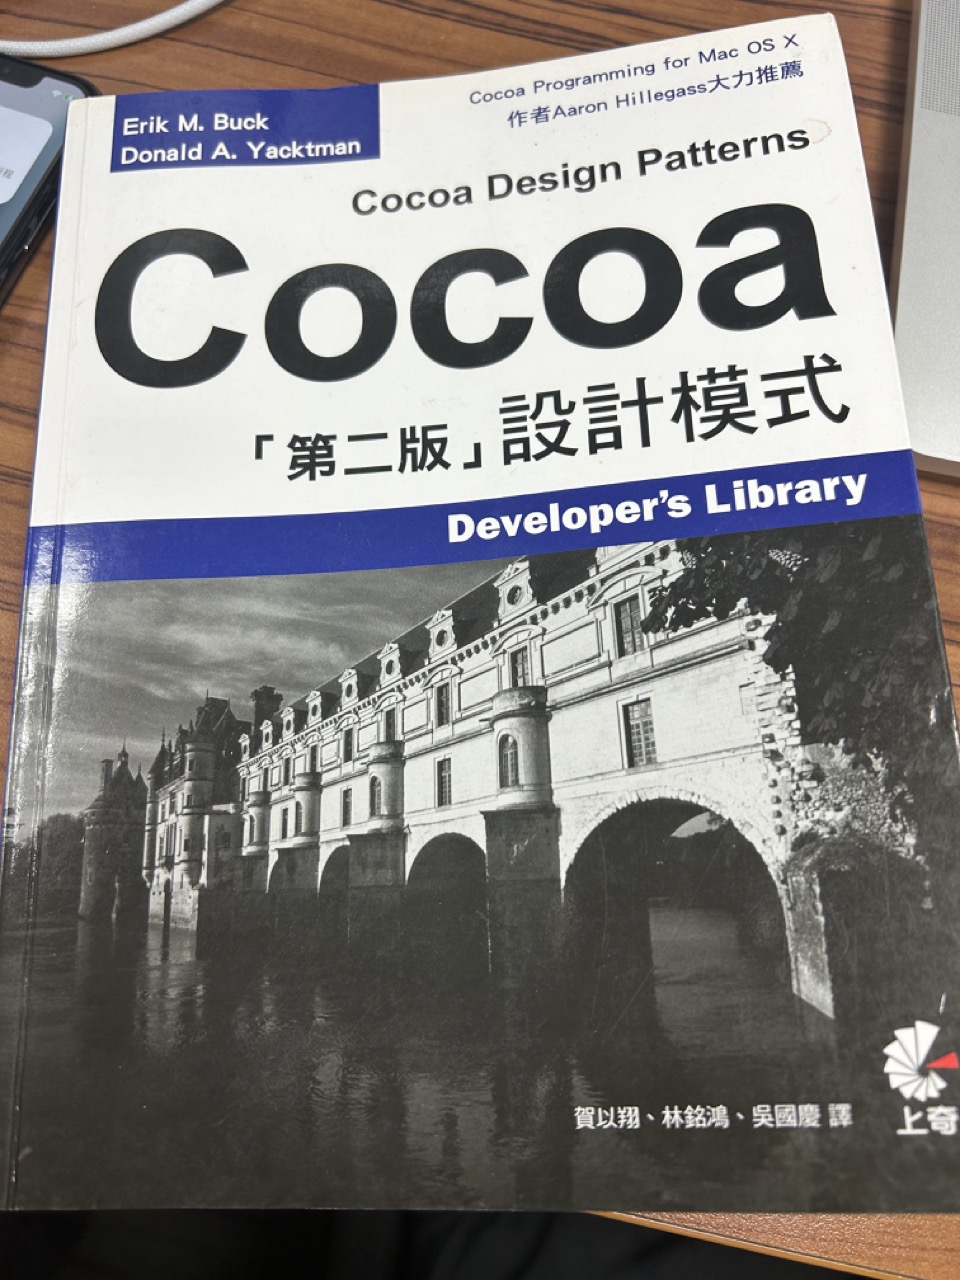 Erik M. Buck
Donald A. Yacktman
Cocoa Programming for Mac OS X
作者Aaron Hillegass大力推薦
Cocoa Design Patterns
Cocoa
「第二版」設計模式
Developer's Library
賀以翔、林銘鴻、吳國慶 譯
上奇
程